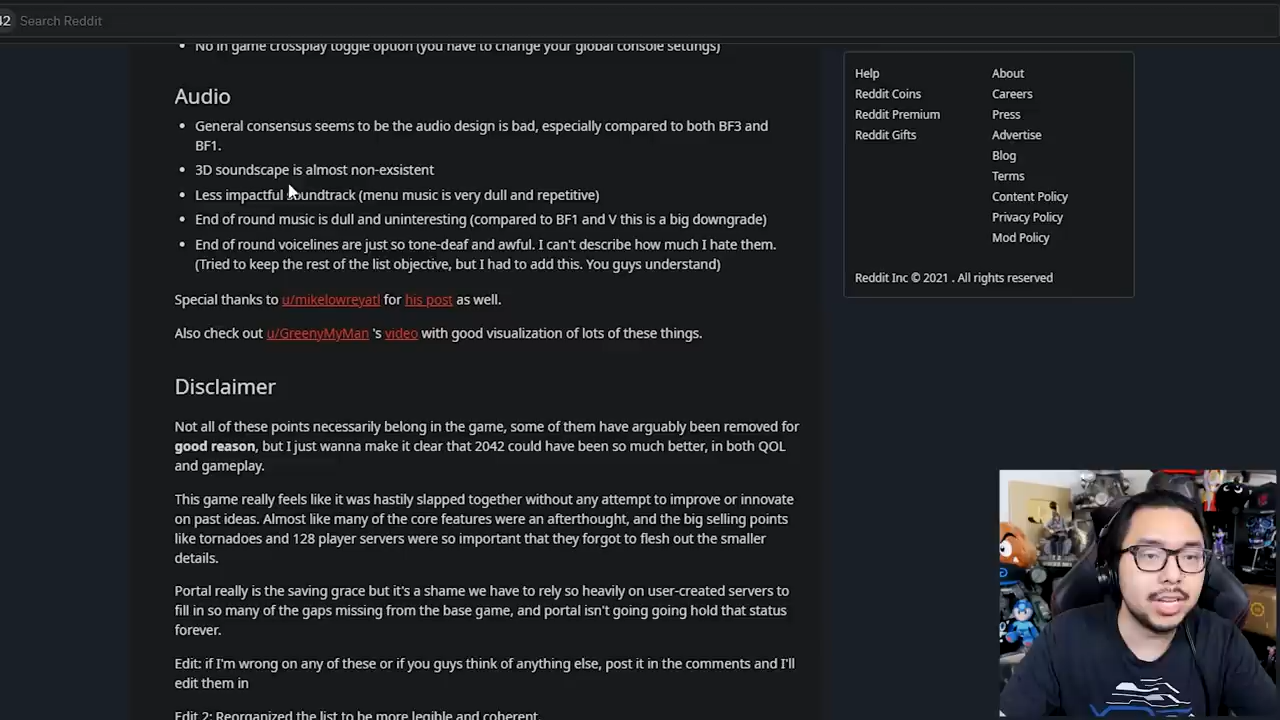 42 Search Reddit
No in game crossplay toggle option (you have to change your global console settings)
Audio
General consensus seems to be the audio design is bad, especially compared to both BF3 and
BF1.
3D soundscape is almost non-exsistent
Less impactful soundtrack (menu music is very dull and repetitive)
End of round music is dull and uninteresting (compared to BF1 and V this is a big downgrade)
End of round voicelines are just so tone-deaf and awful. I can't describe how much I hate them.
(Tried to keep the rest of the list objective, but I had to add this. You guys understand)
Special thanks to u/mikelowreyatl for his post as well.
Also check out u/GreenyMyMan 's video with good visualization of lots of these things.
Disclaimer
Not all of these points necessarily belong in the game, some of them have arguably been removed for
good reason, but I just wanna make it clear that 2042 could have been so much better, in both QOL
and gameplay.
This game really feels like it was hastily slapped together without any attempt to improve or innovate
on past ideas. Almost like many of the core features were an afterthought, and the big selling points
like tornadoes and 128 player servers were so important that they forgot to flesh out the smaller
details.
Portal really is the saving grace but it's a shame we have to rely so heavily on user-created servers to
fill in so many of the gaps missing from the base game, and portal isn't going going hold that status
forever.
Edit: if I'm wrong on any of these or if you guys think of anything else, post it in the comments and I'll
edit them in
Edit 2: Reorganized the list to be more legible and coherent.
Help
Reddit Coins
Reddit Premium
Reddit Gifts
About
Careers
Press
Advertise
Blog
Terms
Content Policy
Privacy Policy
Mod Policy
Reddit Inc © 2021 . All rights reserved